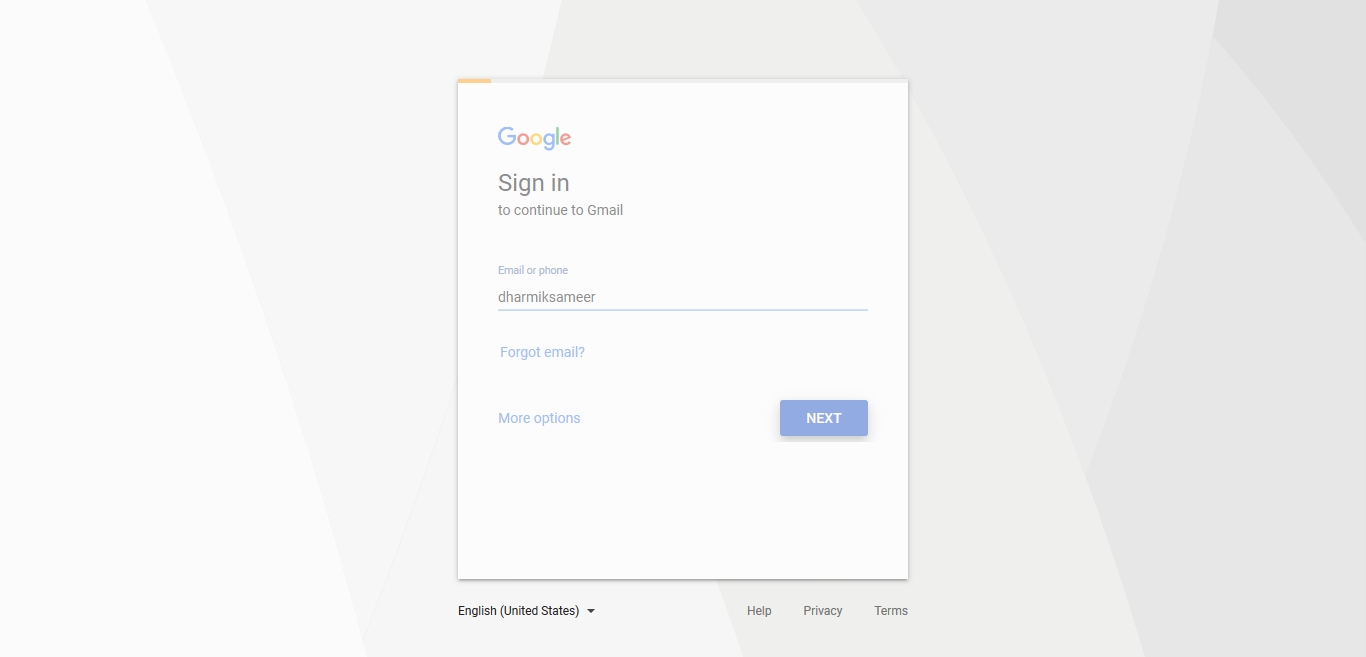 Google
Sign in
to continue to Gmail
Email or phone
dharmiksameer
Forgot email?
More options
NEXT
English (United States)
Help
Privacy
Terms